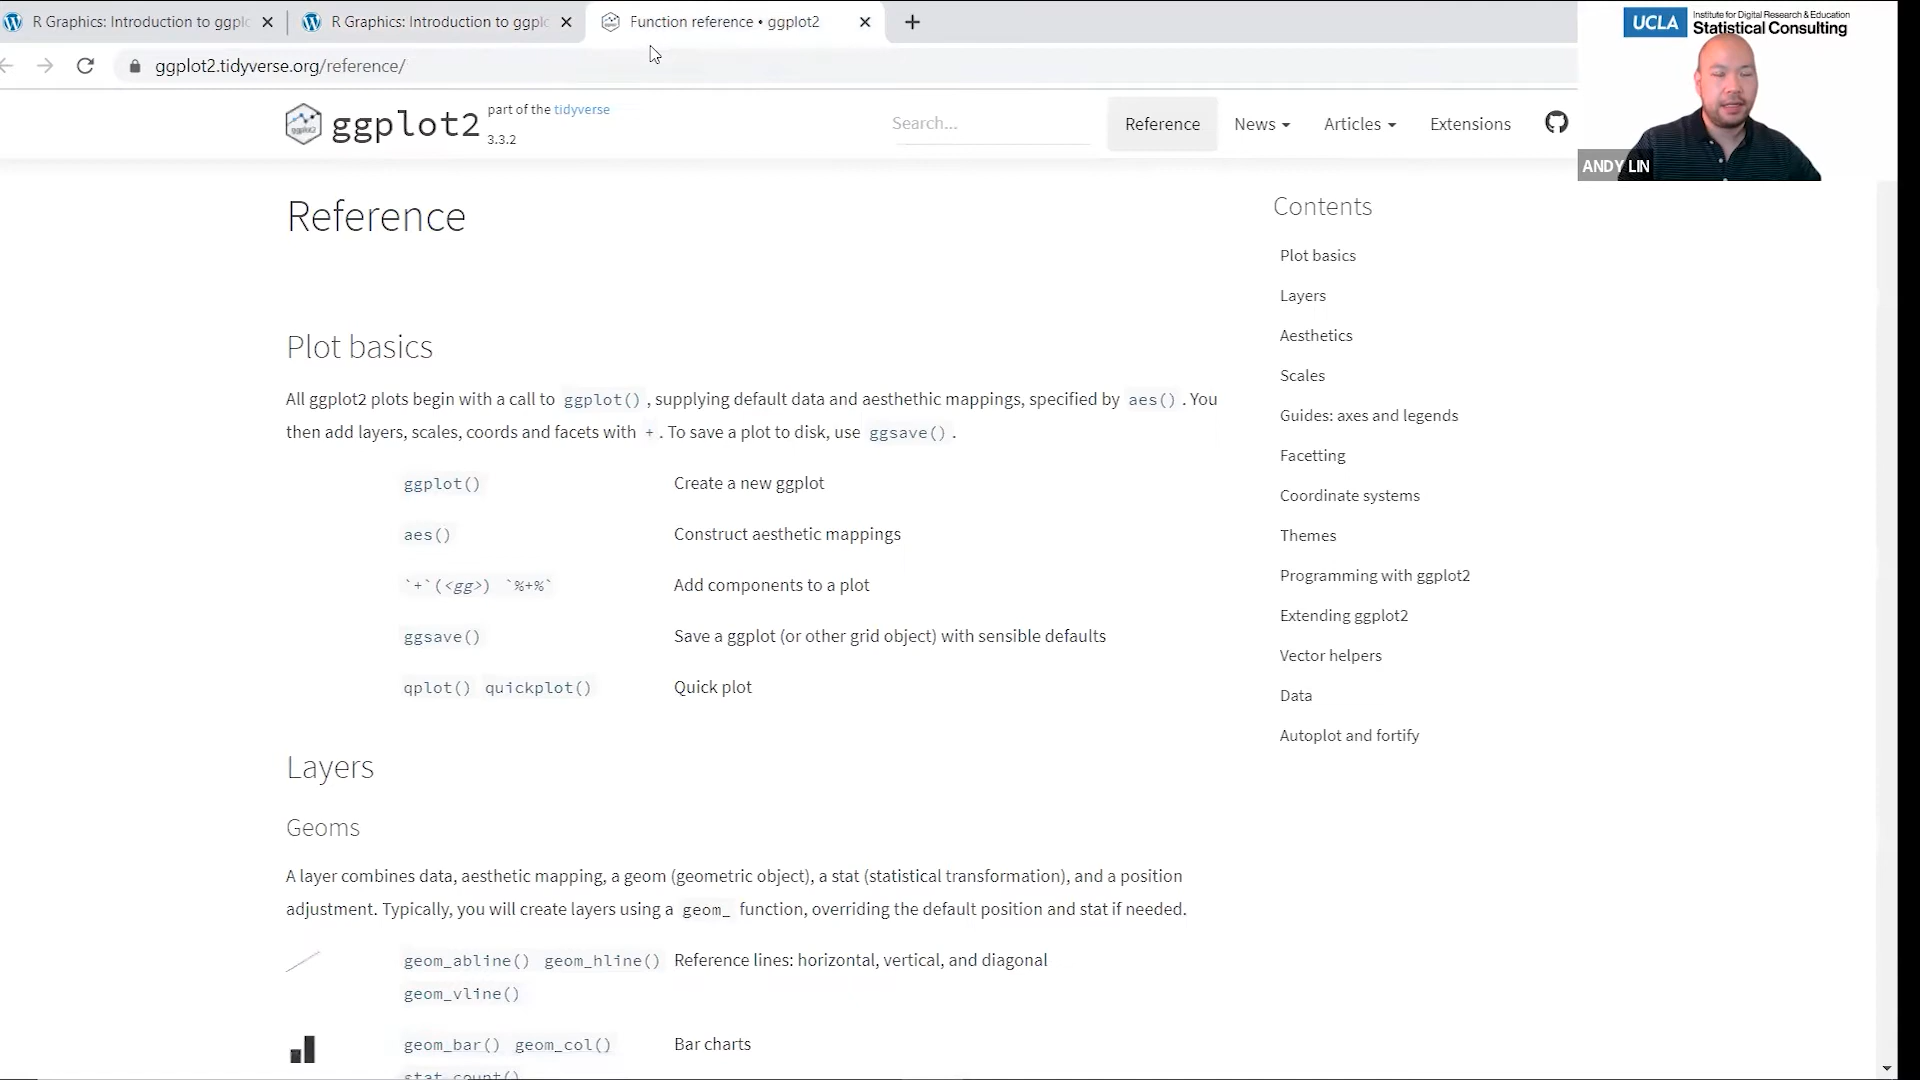 R Graphics: Introduction to ggplo
R Graphics: Introduction to ggplo
Function reference • ggplot2
ggplot2.tidyverse.org/reference/
UCLA Institute for Digital Research & Education
Statistical Consulting
ANDY LIN
ggplot2 part of the tidyverse
3.3.2
Search...
Reference
News
Articles
Extensions
Reference
Plot basics
All ggplot2 plots begin with a call to ggplot() , supplying default data and aesthethic mappings, specified by aes() . You
then add layers, scales, coords and facets with + . To save a plot to disk, use ggsave() .
ggplot() Create a new ggplot
aes() Construct aesthetic mappings
`+`(<gg>) `%+%` Add components to a plot
ggsave() Save a ggplot (or other grid object) with sensible defaults
qplot() quickplot() Quick plot
Layers
Geoms
A layer combines data, aesthetic mapping, a geom (geometric object), a stat (statistical transformation), and a position
adjustment. Typically, you will create layers using a geom_ function, overriding the default position and stat if needed.
geom_abline() geom_hline() Reference lines: horizontal, vertical, and diagonal
geom_vline()
geom_bar() geom_col() Bar charts
stat_count()
Contents
Plot basics
Layers
Aesthetics
Scales
Guides: axes and legends
Facetting
Coordinate systems
Themes
Programming with ggplot2
Extending ggplot2
Vector helpers
Data
Autoplot and fortify